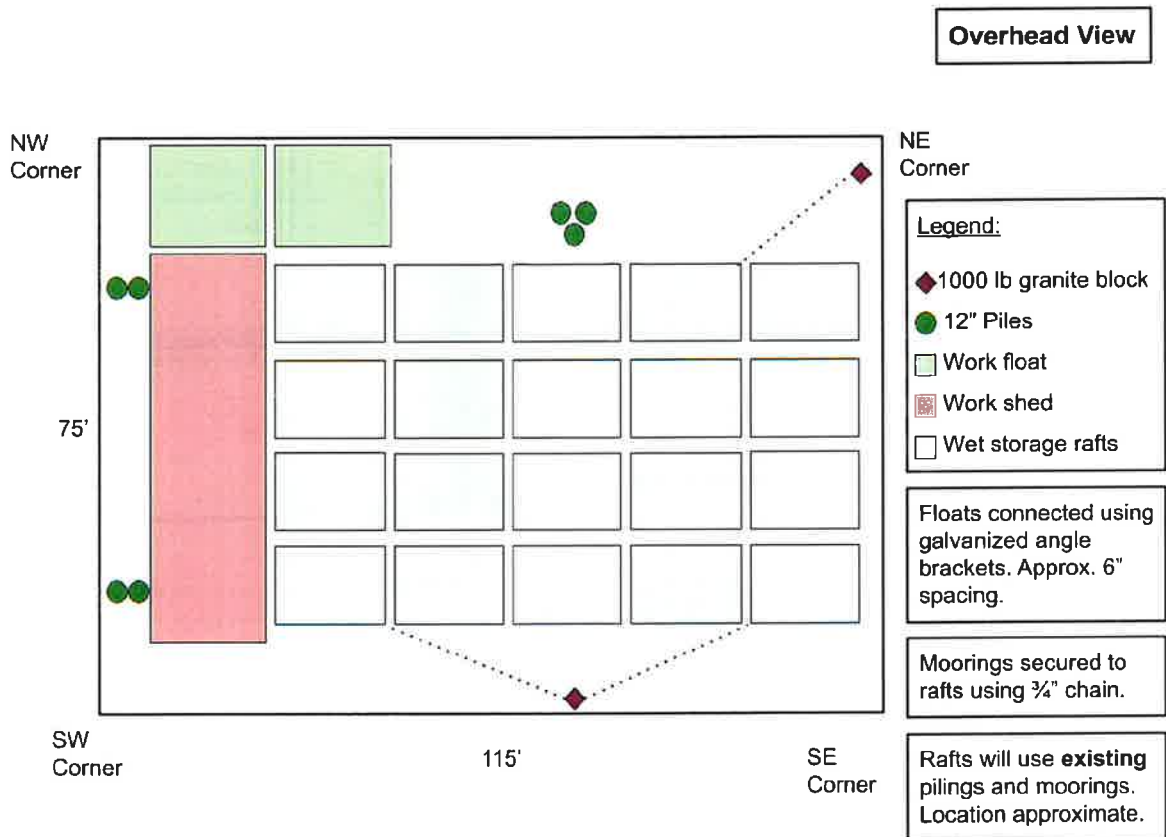 Overhead View
NW
Corner
NE
Corner
Legend:
1000 lb granite block
12" Piles
Work float
Work shed
Wet storage rafts
75'
Floats connected using
galvanized angle
brackets. Approx. 6"
spacing.
Moorings secured to
rafts using ¾" chain.
SW
Corner
115'
SE
Corner
Rafts will use existing
pilings and moorings.
Location approximate.